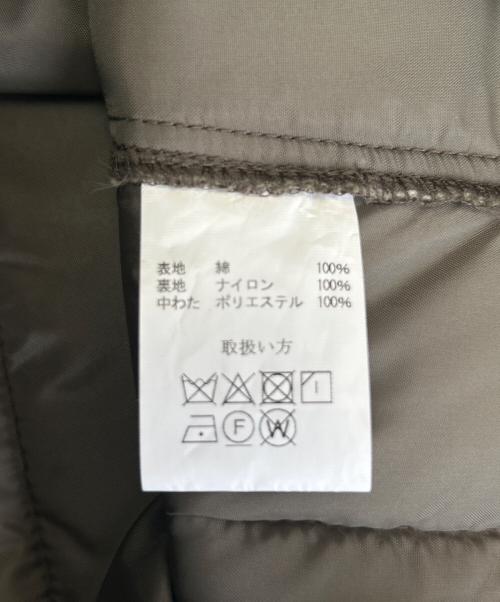 表地 綿 100%
裏地 ナイロン 100%
中わた ポリエステル 100%
取扱い方
F W